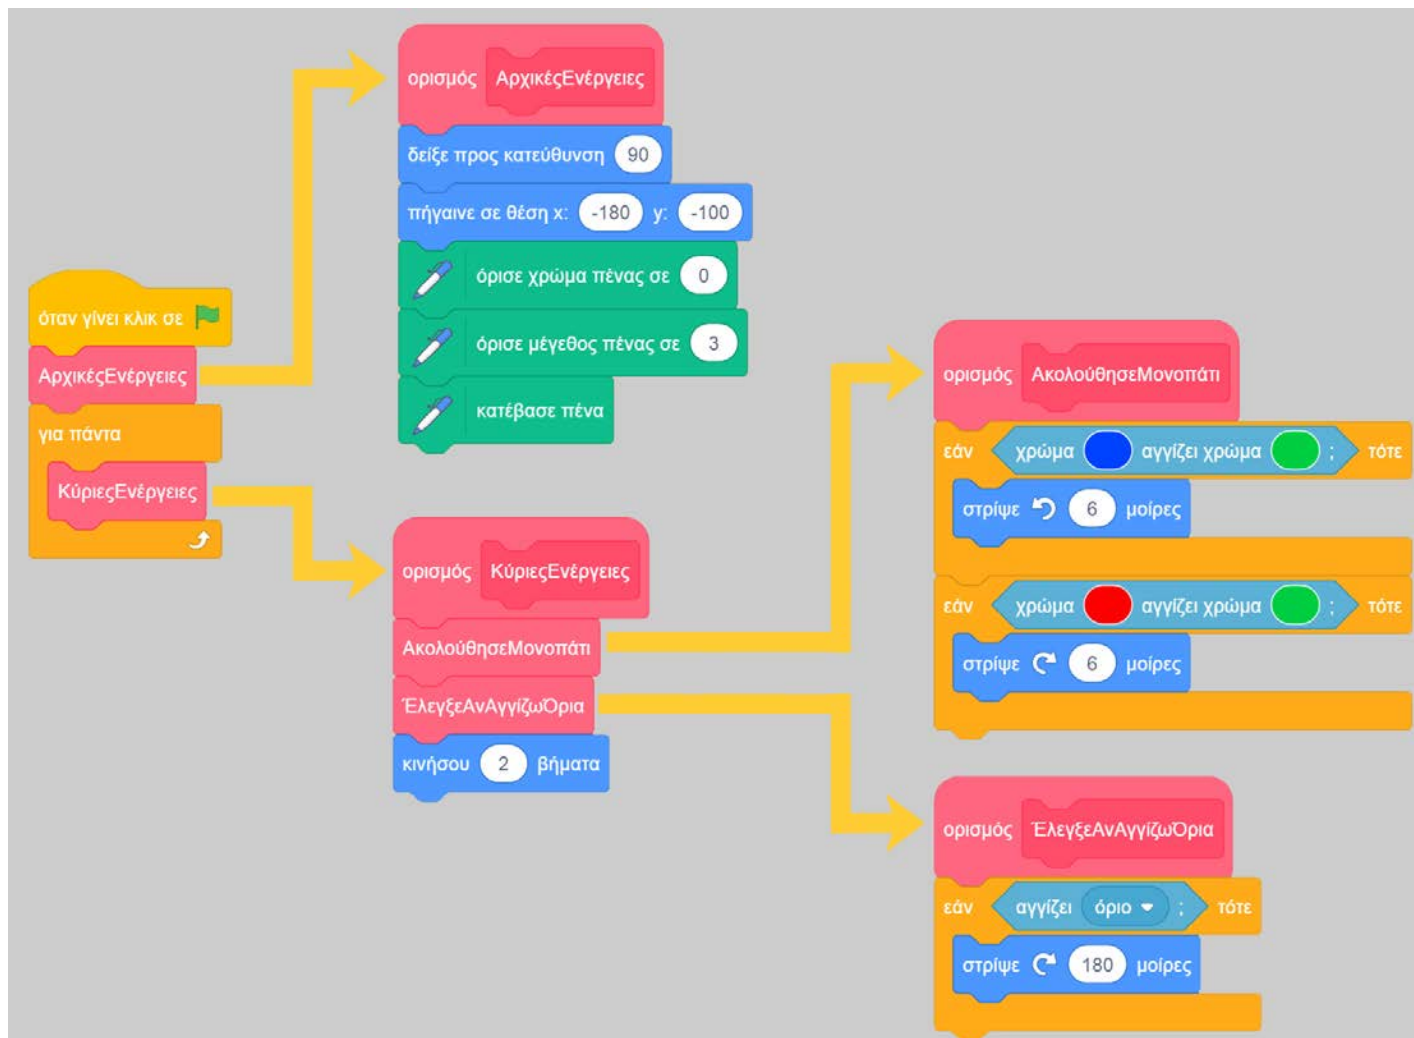 όταν γίνει κλικ σε
ΑρχικέςΕνέργειες
για πάντα
ΚύριεςΕνέργειες
ορισμός ΑρχικέςΕνέργειες
δείξε προς κατεύθυνση 90
πήγαινε σε θέση x: -180 y: -100
όρισε χρώμα πένας σε 0
όρισε μέγεθος πένας σε 3
κατέβασε πένα
ορισμός ΚύριεςΕνέργειες
ΑκολούθησεΜονοπάτι
ΈλεγξεΑνΑγγίζωΌρια
κινήσου 2 βήματα
ορισμός ΑκολούθησεΜονοπάτι
εάν χρώμα αγγίζει χρώμα ; τότε
στρίψε 6 μοίρες
εάν χρώμα αγγίζει χρώμα ; τότε
στρίψε 6 μοίρες
ορισμός ΈλεγξεΑνΑγγίζωΌρια
εάν αγγίζει όριο ; τότε
στρίψε 180 μοίρες